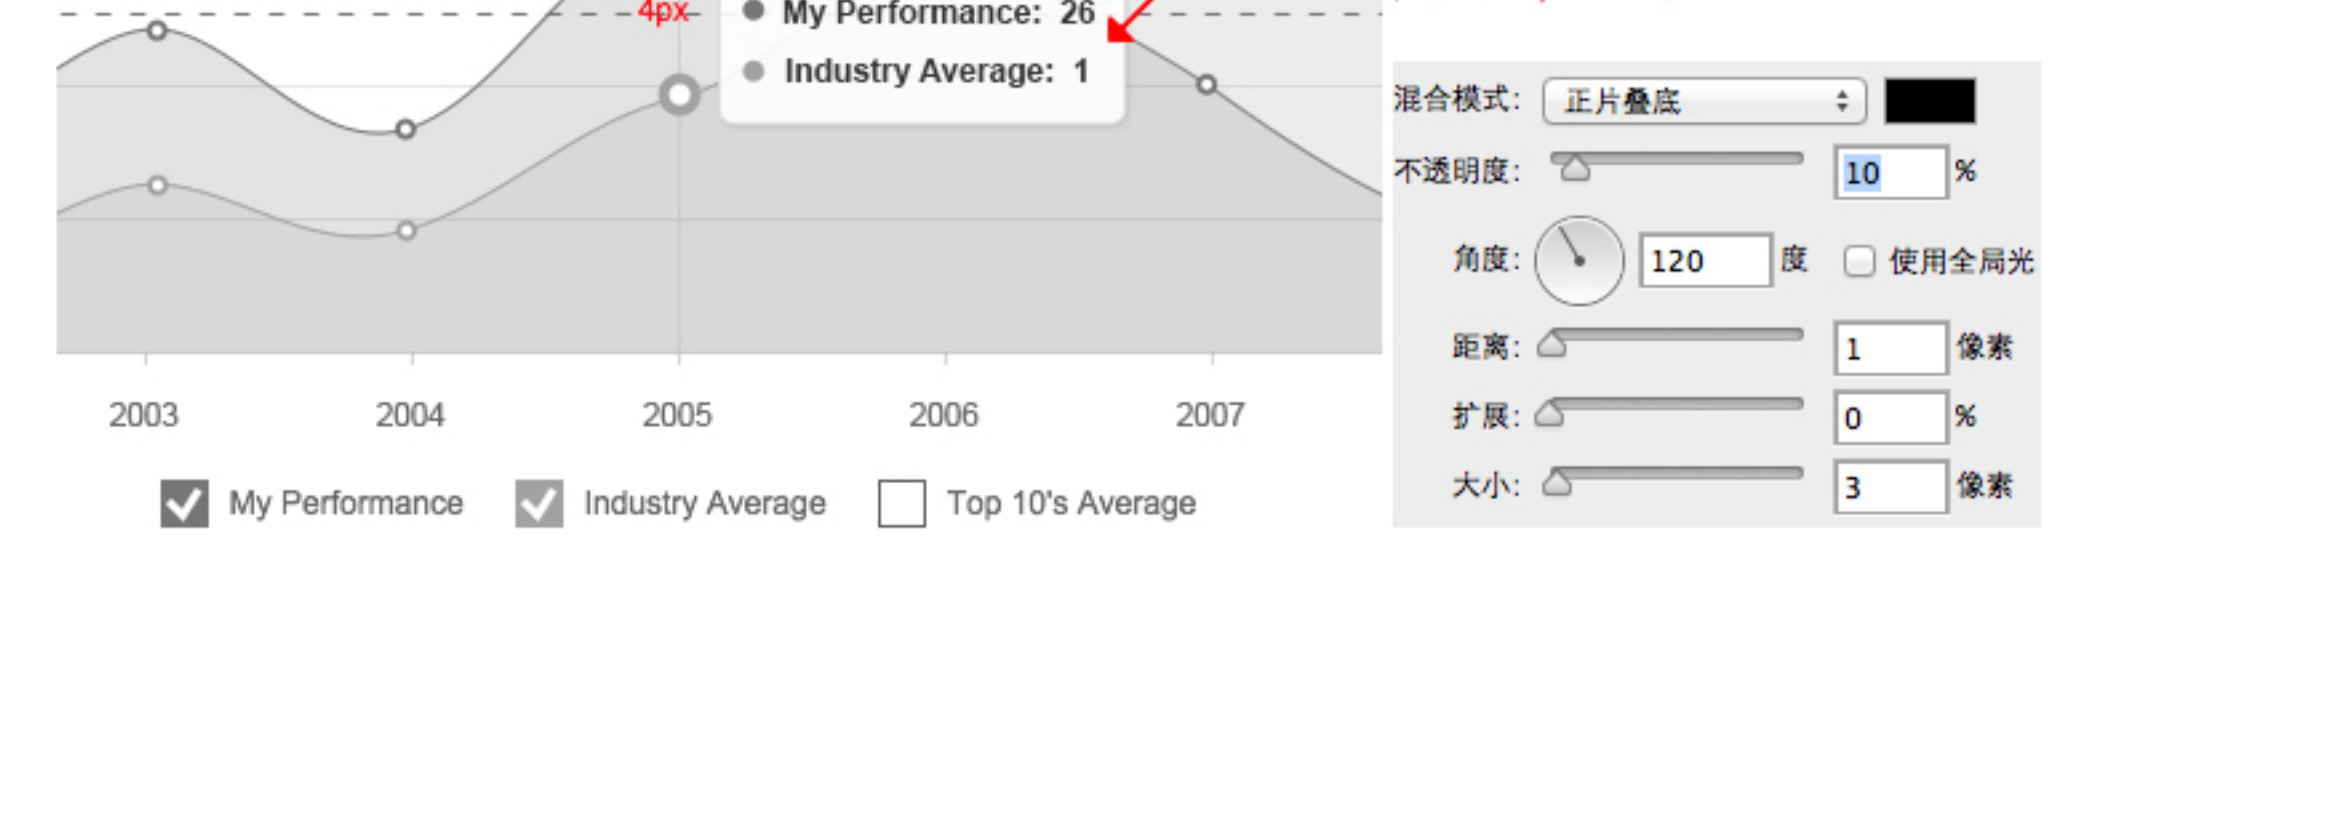 4px
My Performance: 26
Industry Average: 1
2003 2004 2005 2006 2007
My Performance Industry Average Top 10's Average
混合模式: 正片叠底
不透明度: 10 %
角度: 120 度 使用全局光
距离: 1 像素
扩展: 0 %
大小: 3 像素